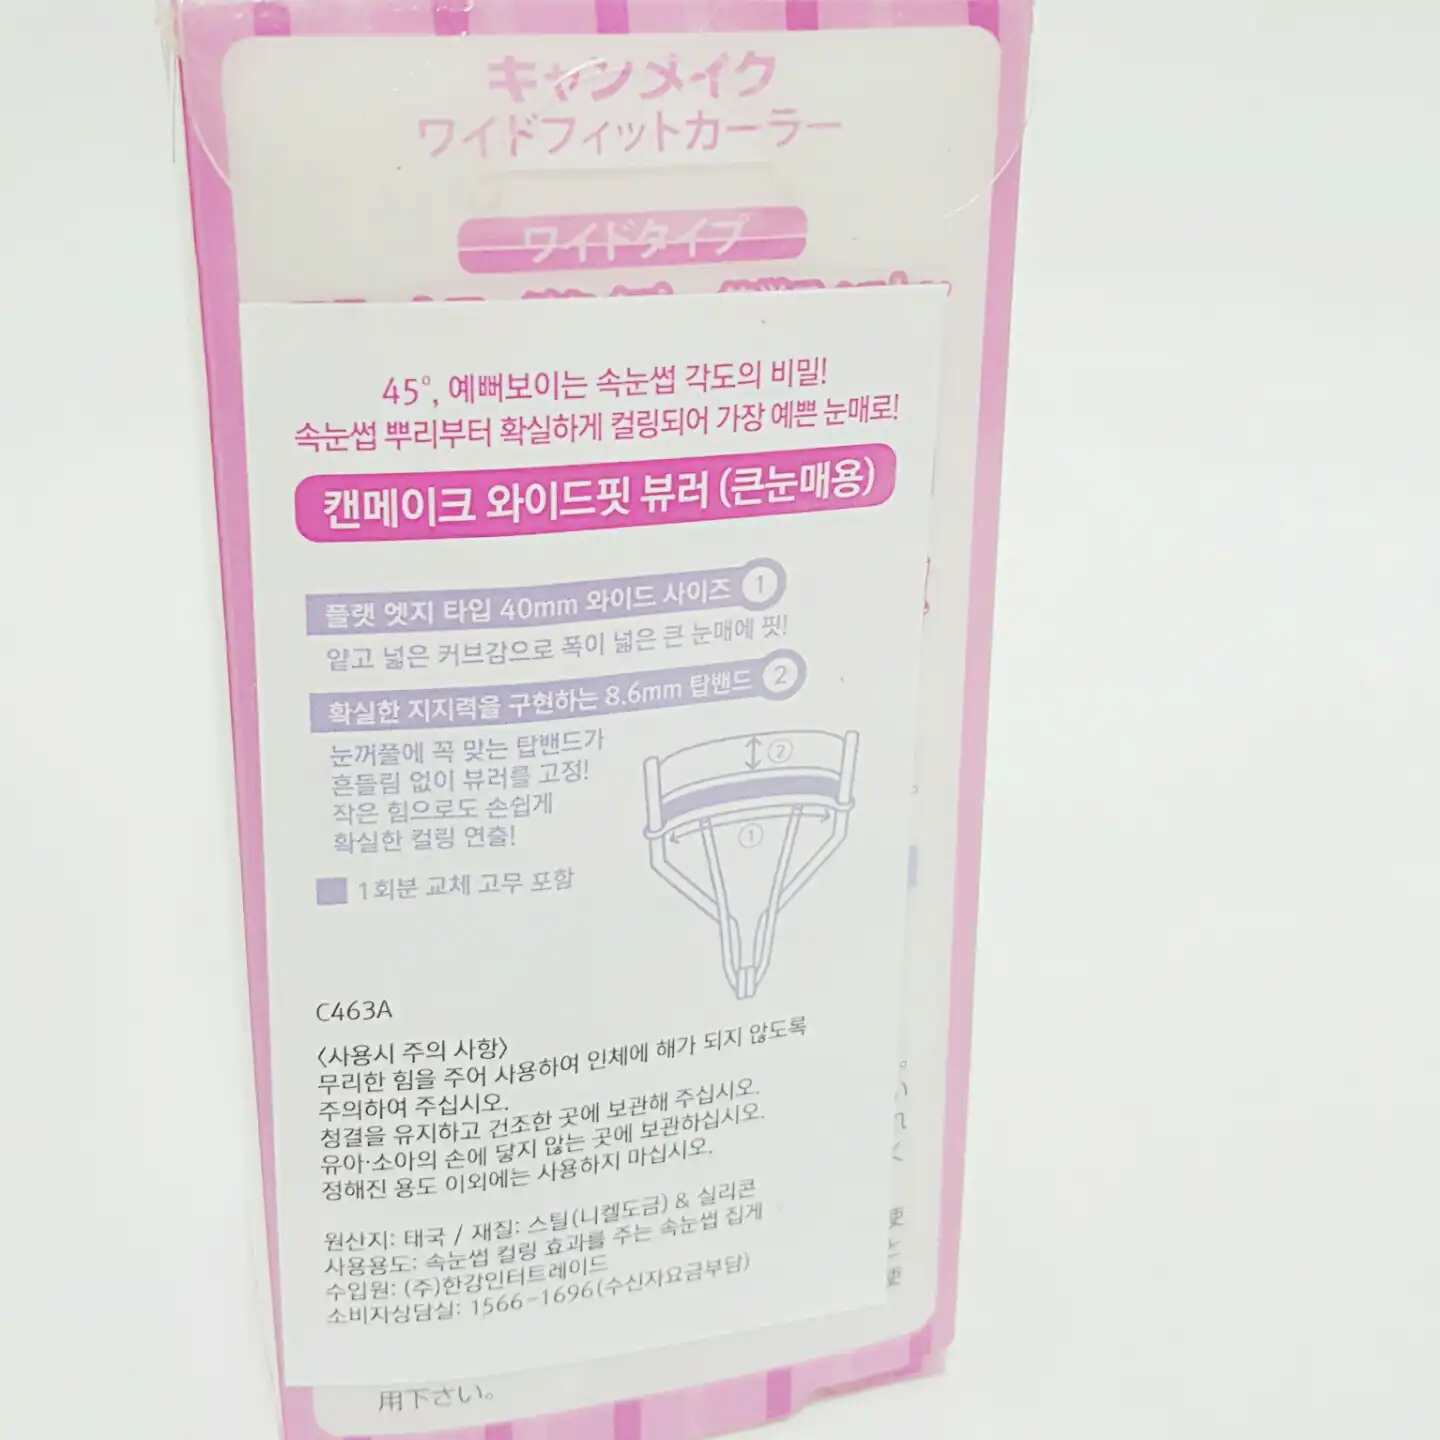 キャンメイク
ワイドフィットカーラー
ワイドタイプ
45°, 예뻐보이는 속눈썹 각도의 비밀!
속눈썹 뿌리부터 확실하게 컬링되어 가장 예쁜 눈매로!
캔메이크 와이드핏 뷰러 (큰눈매용)
플랫 엣지 타입 40mm 와이드 사이즈 1
얕고 넓은 커브감으로 폭이 넓은 큰 눈매에 핏!
확실한 지지력을 구현하는 8.6mm 탑밴드 2
눈꺼풀에 꼭 맞는 탑밴드가
흔들림 없이 뷰러를 고정!
작은 힘으로도 손쉽게
확실한 컬링 연출!
②
①
1회분 교체 고무 포함
C463A
〈사용시 주의 사항〉
무리한 힘을 주어 사용하여 인체에 해가 되지 않도록
주의하여 주십시오.
청결을 유지하고 건조한 곳에 보관해 주십시오.
유아·소아의 손에 닿지 않는 곳에 보관하십시오.
정해진 용도 이외에는 사용하지 마십시오.
원산지: 태국 / 재질: 스틸(니켈도금) & 실리콘
사용용도: 속눈썹 컬링 효과를 주는 속눈썹 집게
수입원: (주)한강인터트레이드
소비자상담실: 1566-1696(수신자요금부담)
用下さい。